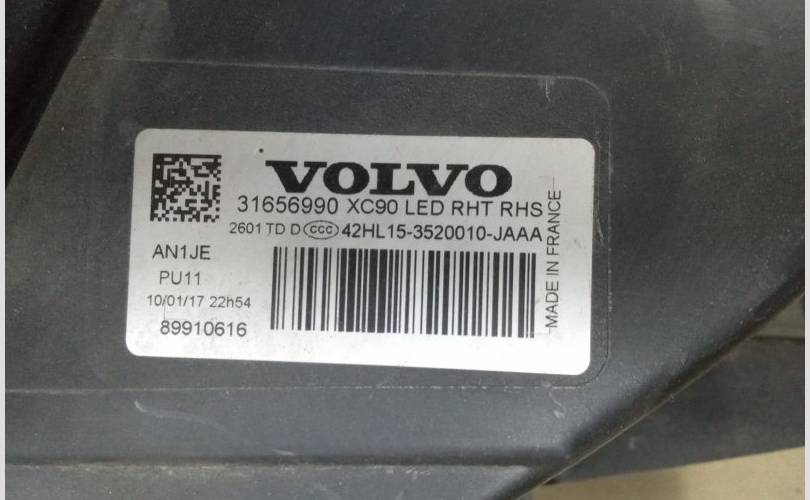 VOLVO
31656990 XC90 LED RHT RHS
2601 TD D CCC 42HL15-3520010-JAAA
AN1JE
PU11
10/01/17 22h54
89910616
MADE IN FRANCE